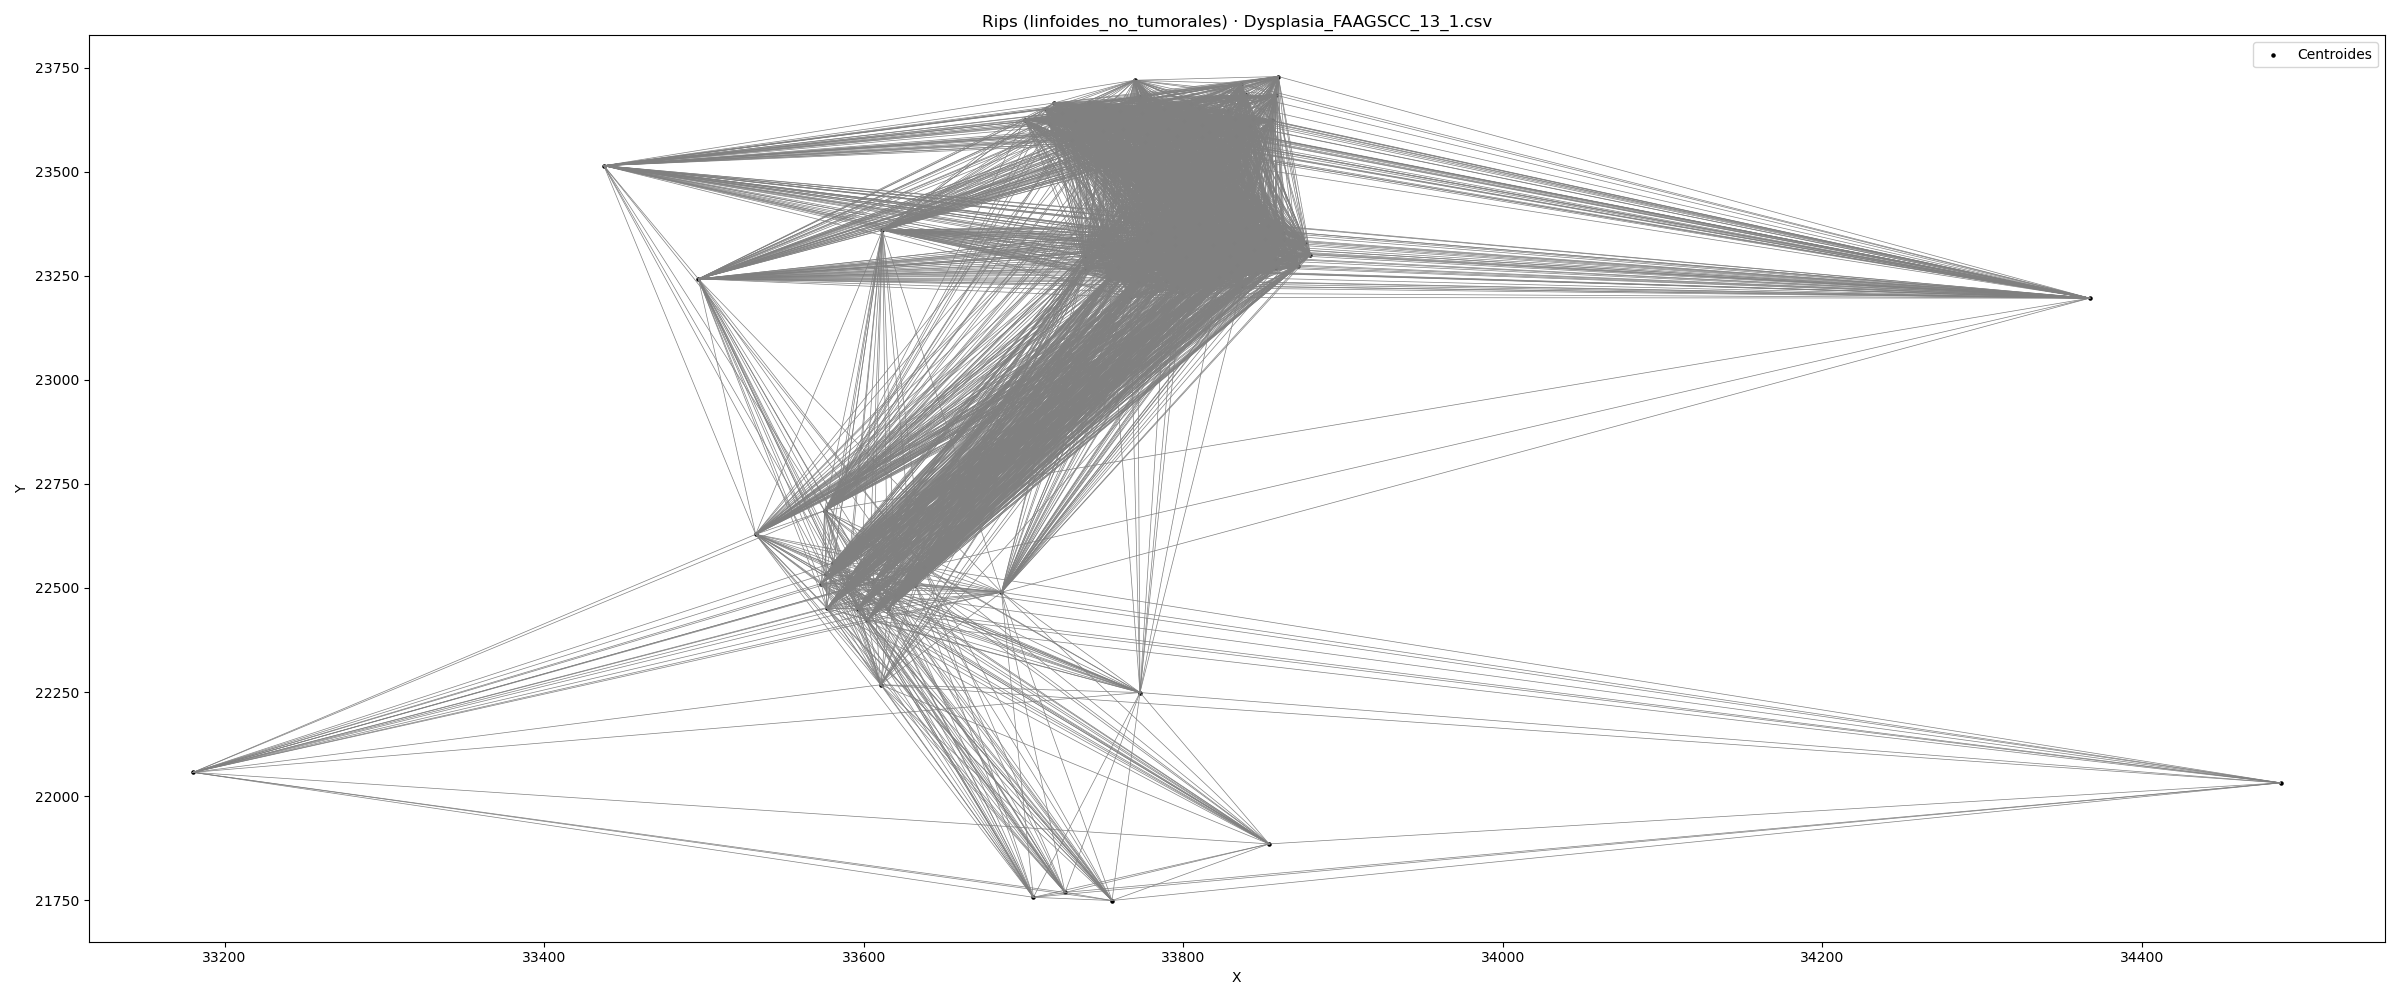 Rips (linfoides_no_tumorales) · Dysplasia_FAAGSCC_13_1.csv
Centroides
23750
23500
23250
23000
22750
22500
22250
22000
21750
Y
33200 33400 33600 33800 34000 34200 34400
X